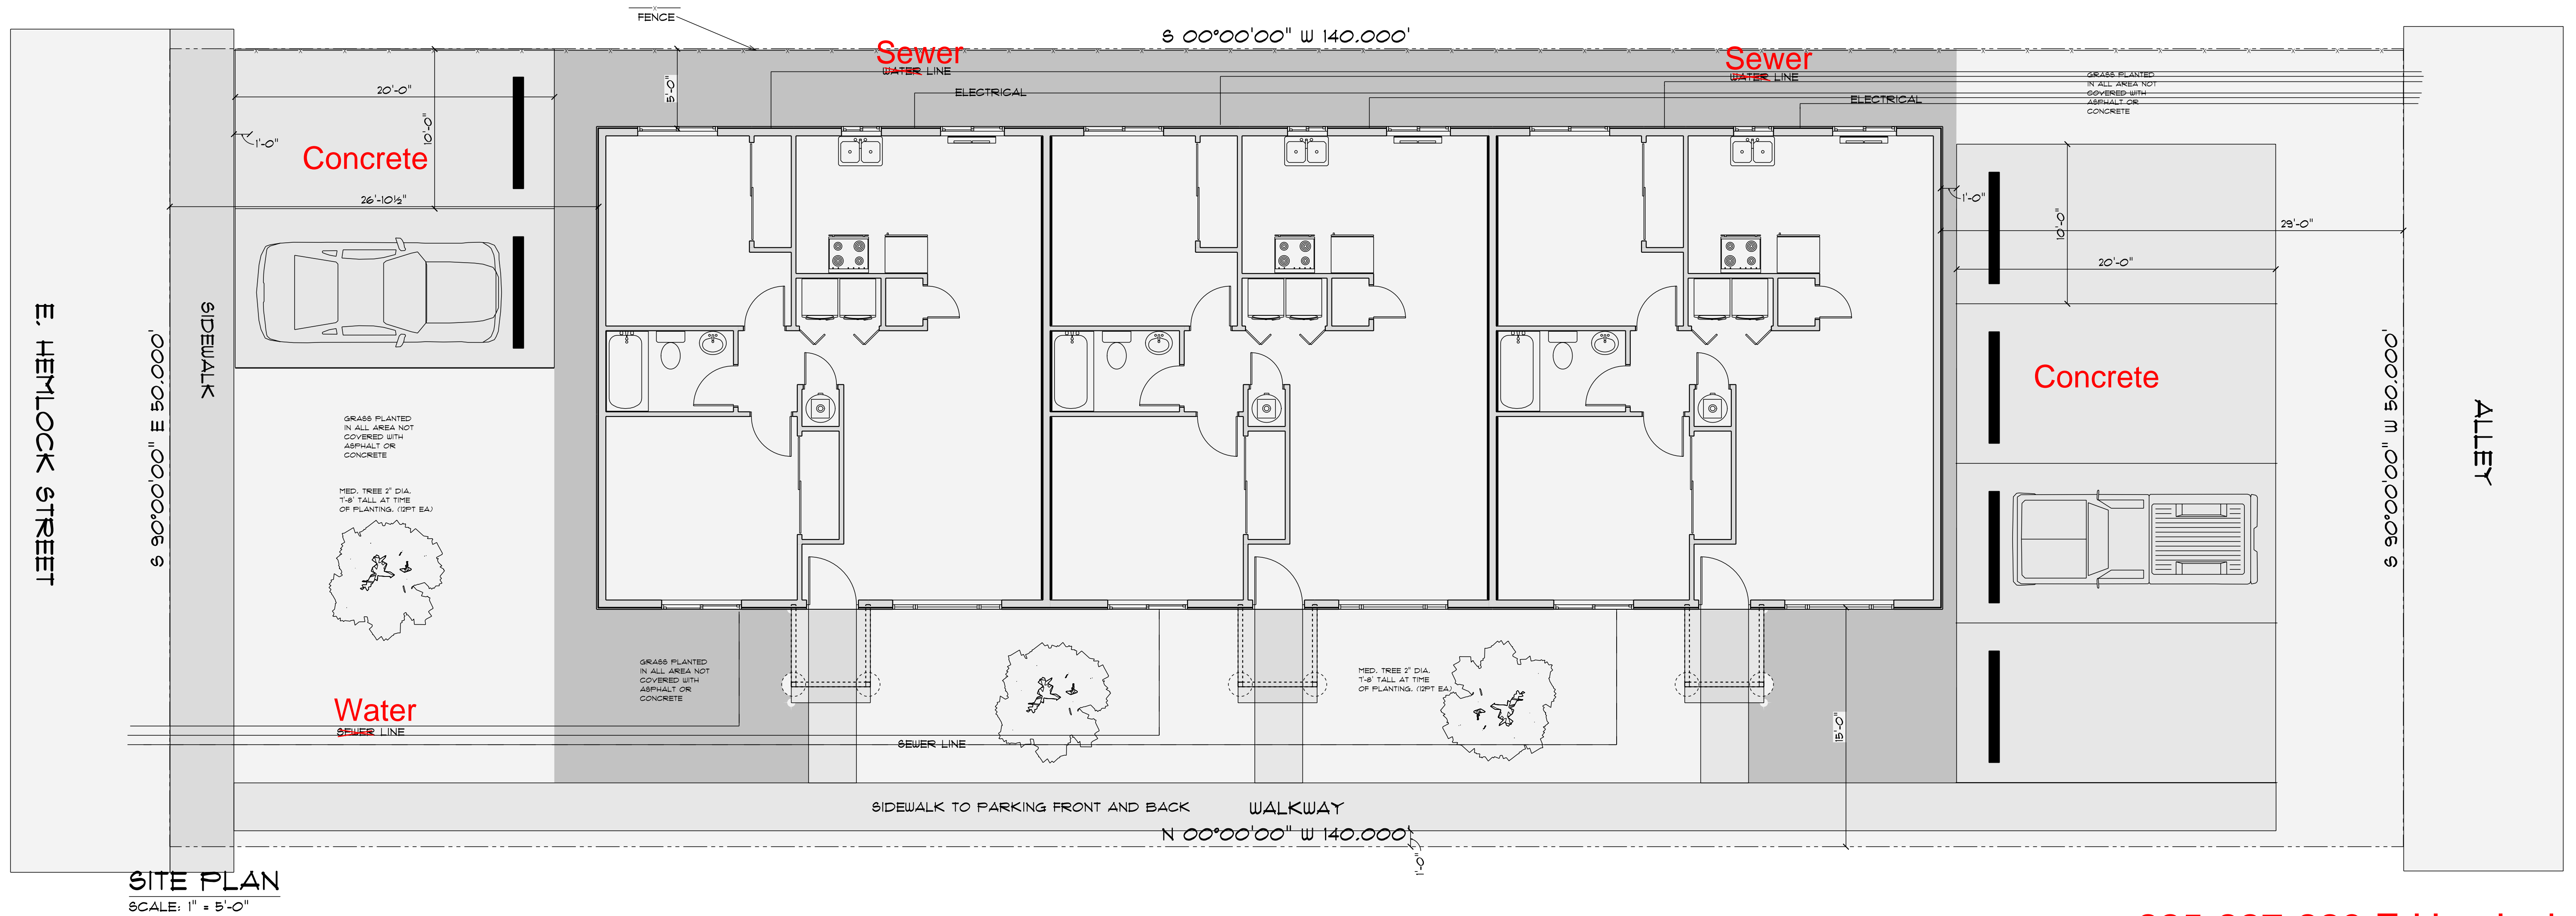 FENCE
S 00°00'00" W 140.000'
Sewer
WATER LINE
Sewer
WATER LINE
ELECTRICAL
ELECTRICAL
GRASS PLANTED
IN ALL AREA NOT
COVERED WITH
ASPHALT OR
CONCRETE
5'-0"
20'-0"
10'-0"
1'-0"
Concrete
26'-10½"
1'-0"
10'-0"
29'-0"
20'-0"
Concrete
E. HEMLOCK STREET
SIDEWALK
S 90°00'00" E 50.000'
S 90°00'00" W 50.000'
ALLEY
GRASS PLANTED
IN ALL AREA NOT
COVERED WITH
ASPHALT OR
CONCRETE
MED. TREE 2" DIA.
7'-8' TALL AT TIME
OF PLANTING. (12PT EA)
GRASS PLANTED
IN ALL AREA NOT
COVERED WITH
ASPHALT OR
CONCRETE
MED. TREE 2" DIA.
7'-8' TALL AT TIME
OF PLANTING. (12PT EA)
Water
SEWER LINE
SEWER LINE
15'-0"
SIDEWALK TO PARKING FRONT AND BACK
WALKWAY
N 00°00'00" W 140.000'
1'-0"
SITE PLAN
SCALE: 1" = 5'-0"